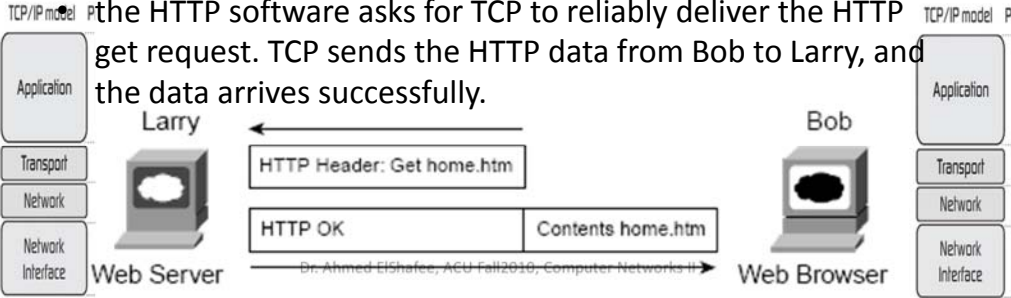 TCP/IP model P
the HTTP software asks for TCP to reliably deliver the HTTP
get request. TCP sends the HTTP data from Bob to Larry, and
the data arrives successfully.
TCP/IP model P
Application
Transport
Network
Network
Interface
Larry
HTTP Header: Get home.htm
HTTP OK
Contents home.htm
Web Server
Dr. Ahmed ElShafee, ACU Fall2010, Computer Networks II
Bob
Web Browser
Application
Transport
Network
Network
Interface